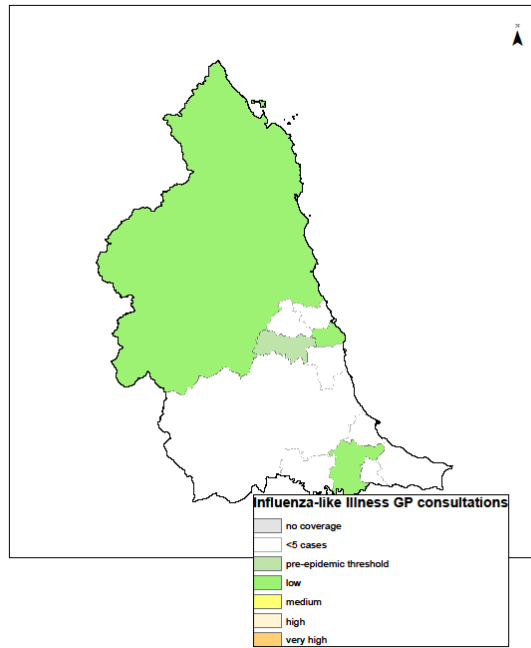 Influenza-like Illness GP consultations
no coverage
<5 cases
pre-epidemic threshold
low
medium
high
very high